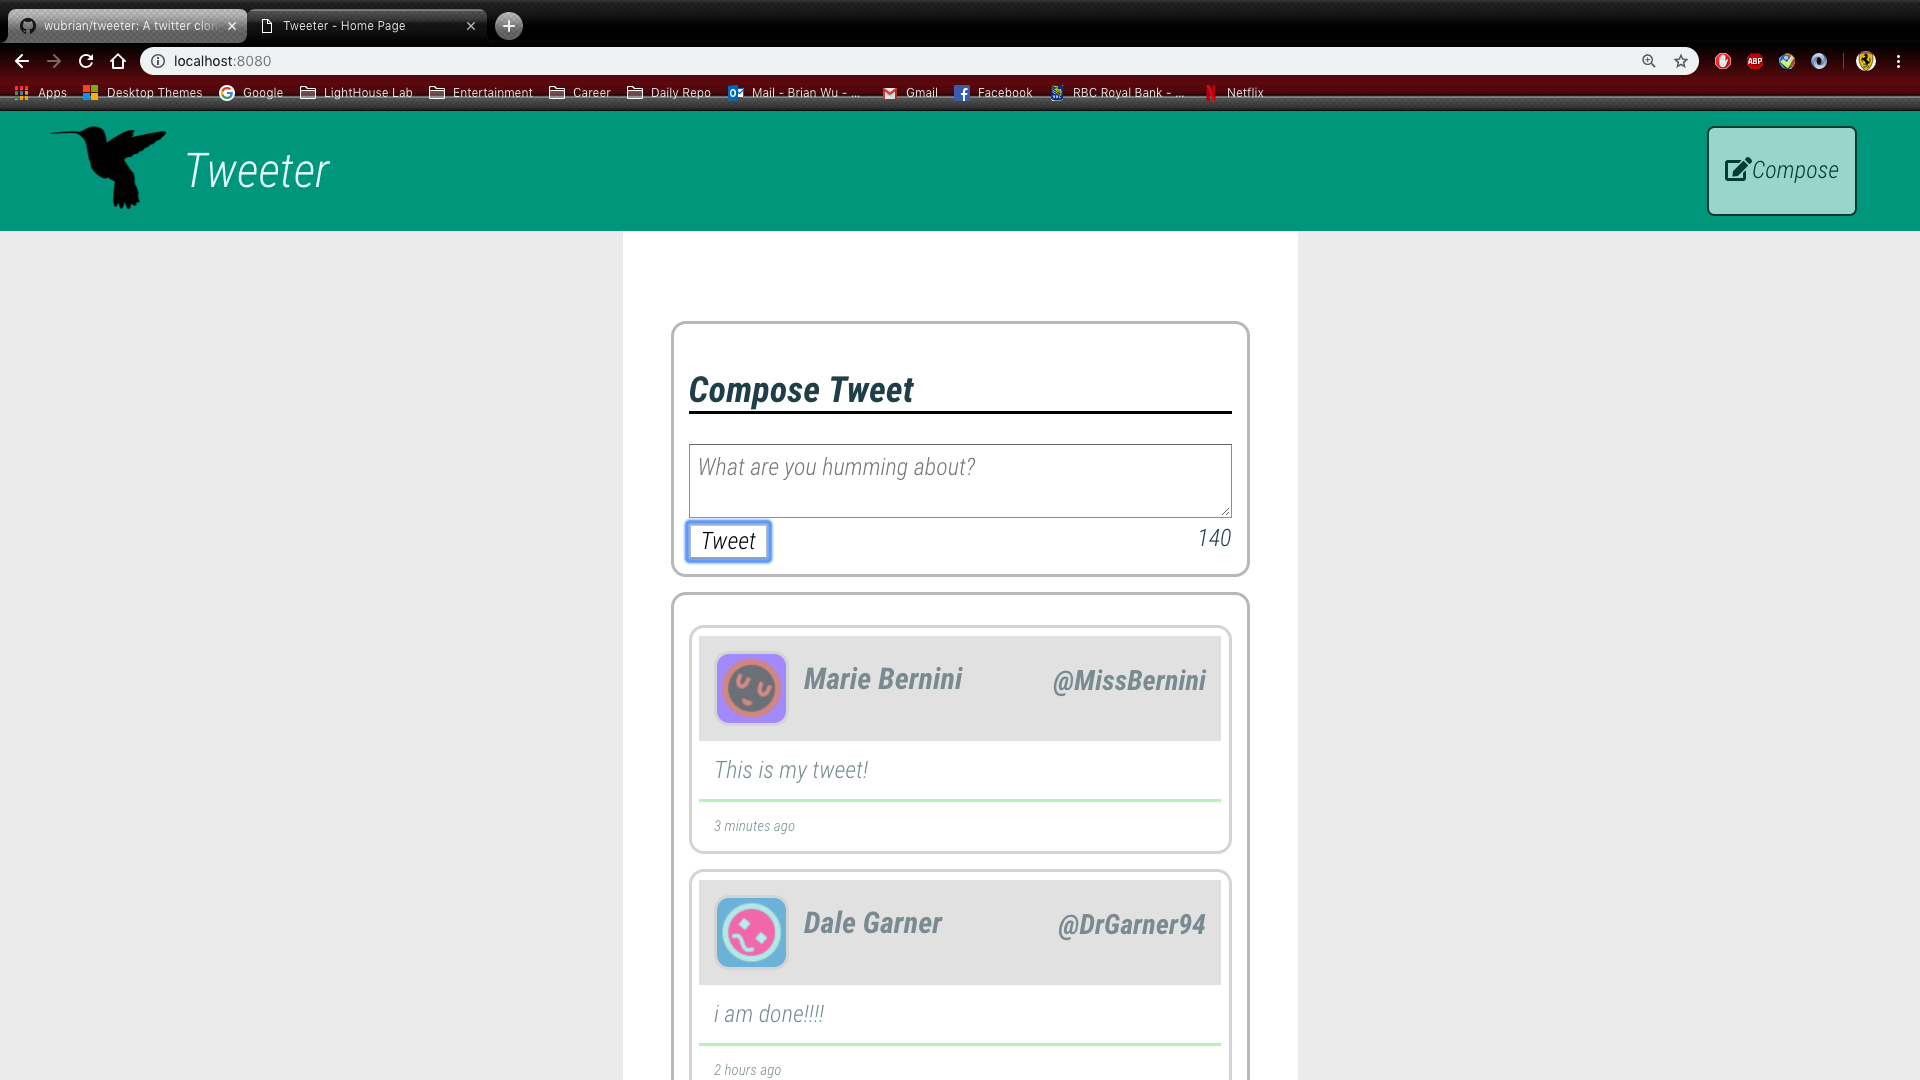 wubrian/tweeter: A twitter clon
Tweeter - Home Page
localhost:8080
ABP
Apps
Desktop Themes
Google
LightHouse Lab
Entertainment
Career
Daily Repo
Mail - Brian Wu - ...
Gmail
Facebook
RBC Royal Bank - ...
Netflix
Tweeter
Compose
Compose Tweet
What are you humming about?
Tweet
140
Marie Bernini
@MissBernini
This is my tweet!
3 minutes ago
Dale Garner
@DrGarner94
i am done!!!!
2 hours ago